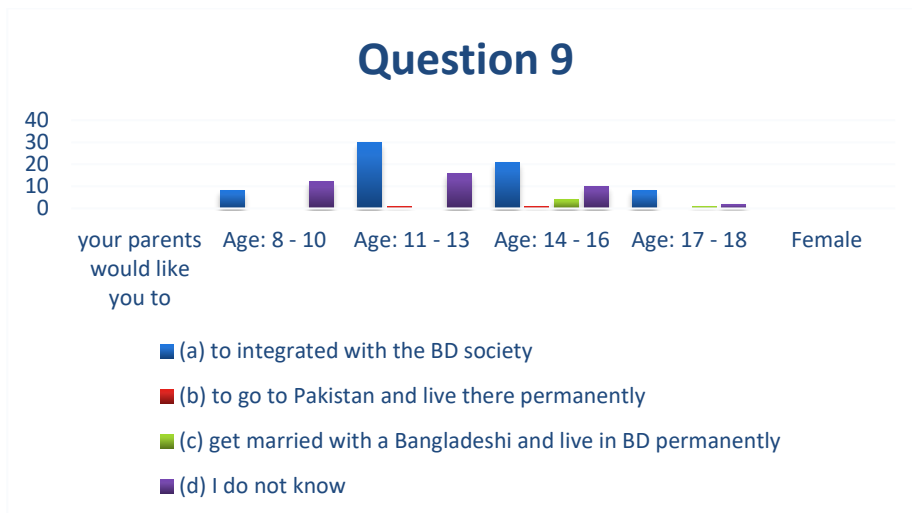 Question 9
40
30
20
10
0
your parents would like you to
Age: 8 - 10
Age: 11 - 13
Age: 14 - 16
Age: 17 - 18
Female
(a) to integrated with the BD society
(b) to go to Pakistan and live there permanently
(c) get married with a Bangladeshi and live in BD permanently
(d) I do not know